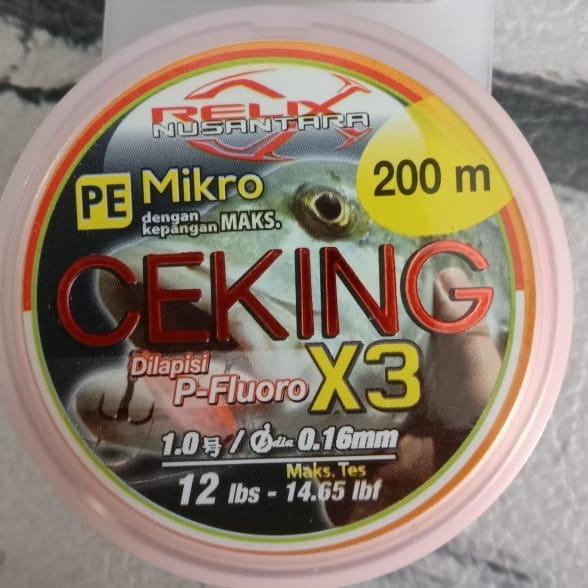 RELIX
NUSANTARA
200 m
PE Mikro
dengan
kepangan MAKS.
CEKING
Dilapisi
P-Fluoro X3
1.0号 / dia 0.16mm
Maks. Tes
12 lbs - 14.65 lbf